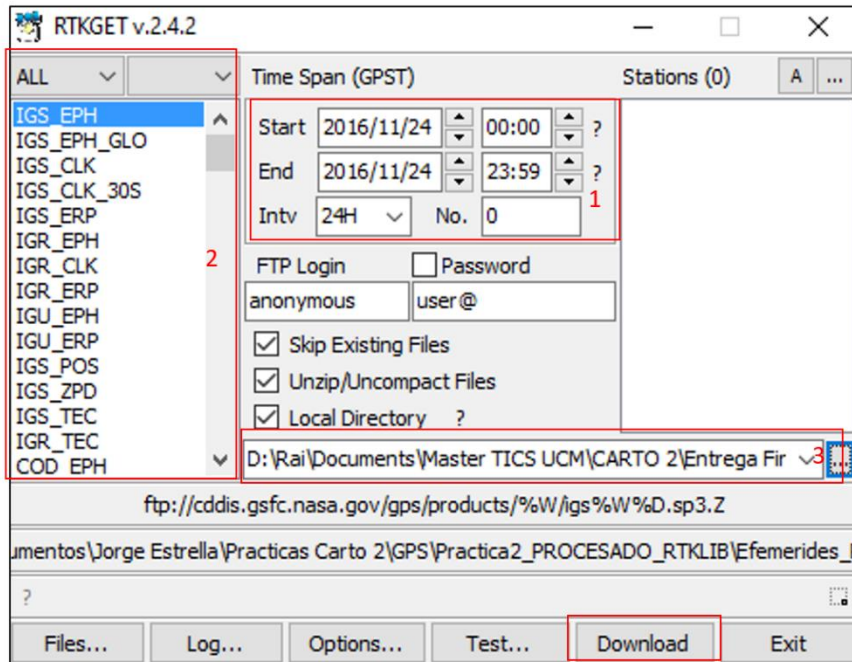 RTKGET v.2.4.2
ALL Time Span (GPST) Stations (0) A ...
IGS_EPH
IGS_EPH_GLO
IGS_CLK
IGS_CLK_30S
IGS_ERP
IGR_EPH
IGR_CLK
IGR_ERP
IGU_EPH
IGU_ERP
IGS_POS
IGS_ZPD
IGS_TEC
IGR_TEC
COD_EPH
2
Start 2016/11/24 00:00 ?
End 2016/11/24 23:59 ?
1
Intv 24H No. 0
FTP Login Password
anonymous user@
Skip Existing Files
Unzip/Uncompact Files
Local Directory ?
D:\Rai\Documents\Master TICS UCM\CARTO 2\Entrega Fir 3 ...
ftp://cddis.gsfc.nasa.gov/gps/products/%W/igs%W%D.sp3.Z
umentos\Jorge Estrella\Practicas Carto 2\GPS\Practica2_PROCESADO_RTKLIB\Efemerides_
?
Files... Log... Options... Test... Download Exit